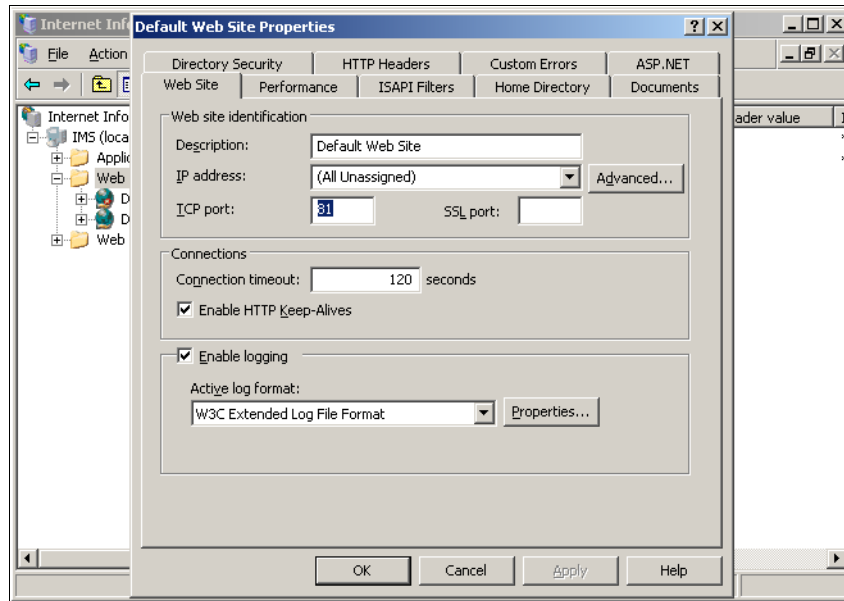 Internet Inf
Default Web Site Properties
File Action
Internet Info
IMS (loca
Applic
Web
D
D
Web
ader value
Directory Security HTTP Headers Custom Errors ASP.NET
Web Site Performance ISAPI Filters Home Directory Documents
Web site identification
Description: Default Web Site
IP address: (All Unassigned) Advanced...
TCP port: 81 SSL port:
Connections
Connection timeout: 120 seconds
Enable HTTP Keep-Alives
Enable logging
Active log format:
W3C Extended Log File Format Properties...
OK Cancel Apply Help